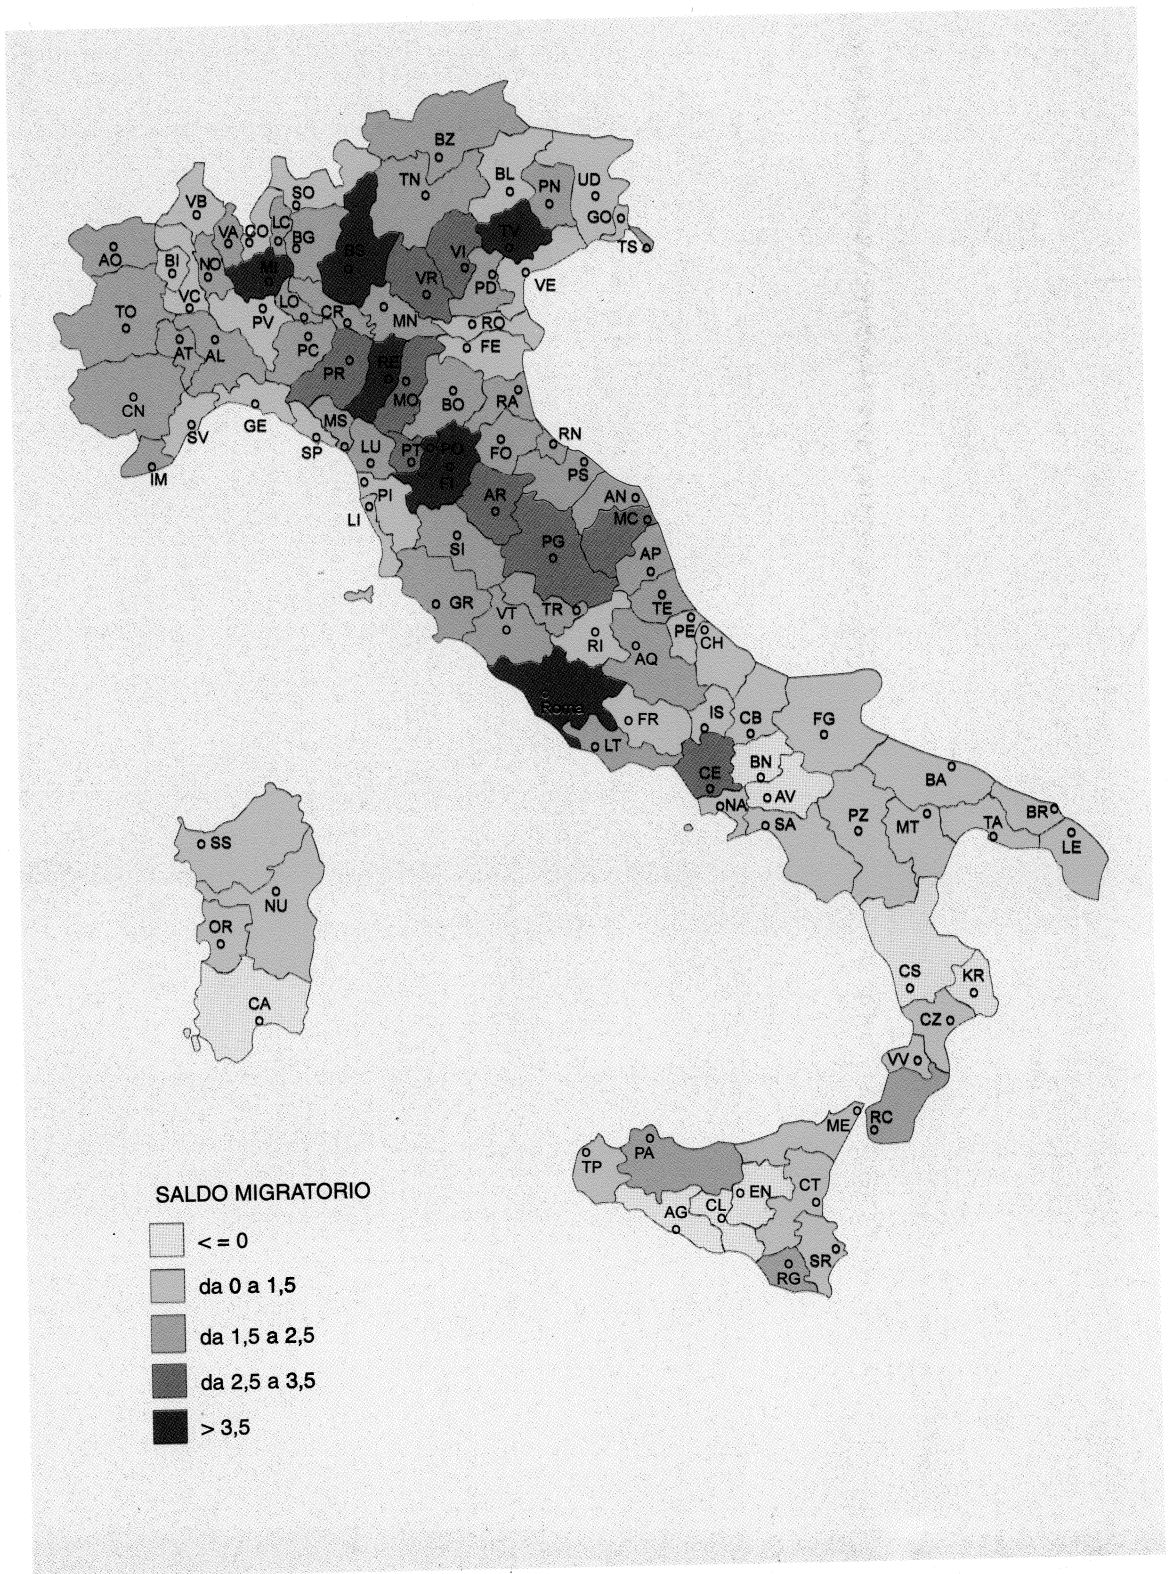 BZ
TN
BL
PN
UD
GO
TS
VB
SO
VA
CO
LC
BG
BS
TV
VI
VR
PD
VE
AO
BI
NO
MI
TO
VC
LO
PV
CR
MN
RO
AT
AL
PC
FE
PR
RE
MO
CN
BO
RA
SV
GE
MS
SP
LU
PT
PO
FO
RN
IM
PS
FI
PI
AR
AN
LI
MC
SI
PG
AP
GR
VT
TR
TE
RI
PE
CH
AQ
Roma
FR
IS
CB
FG
LT
BN
CE
BA
NA
AV
SA
PZ
MT
TA
BR
LE
SS
NU
OR
CA
CS
KR
CZ
VV
RC
ME
PA
TP
EN
CT
AG
CL
SR
RG
SALDO MIGRATORIO
< = 0
da 0 a 1,5
da 1,5 a 2,5
da 2,5 a 3,5
> 3,5